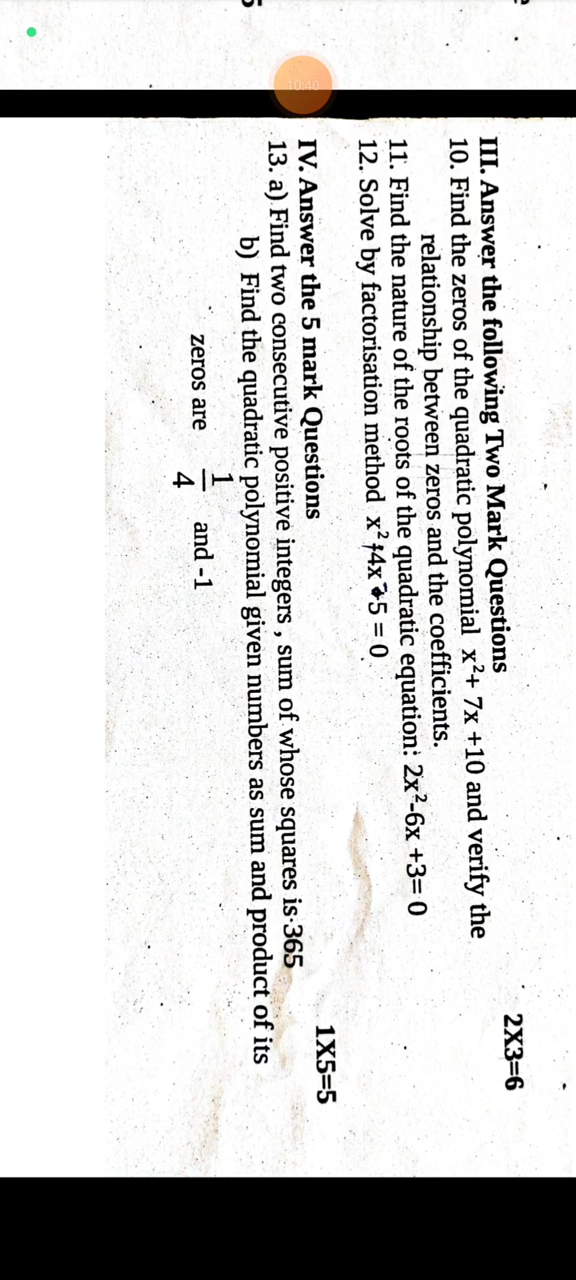 10:40
III. Answer the following Two Mark Questions
2X3=6
10. Find the zeros of the quadratic polynomial x²+ 7x +10 and verify the
relationship between zeros and the coefficients.
11. Find the nature of the roots of the quadratic equation: 2x²-6x +3= 0
12. Solve by factorisation method x²+4x -5 = 0
IV. Answer the 5 mark Questions
1X5=5
13. a) Find two consecutive positive integers , sum of whose squares is 365
b) Find the quadratic polynomial given numbers as sum and product of its
zeros are 1/4 and -1